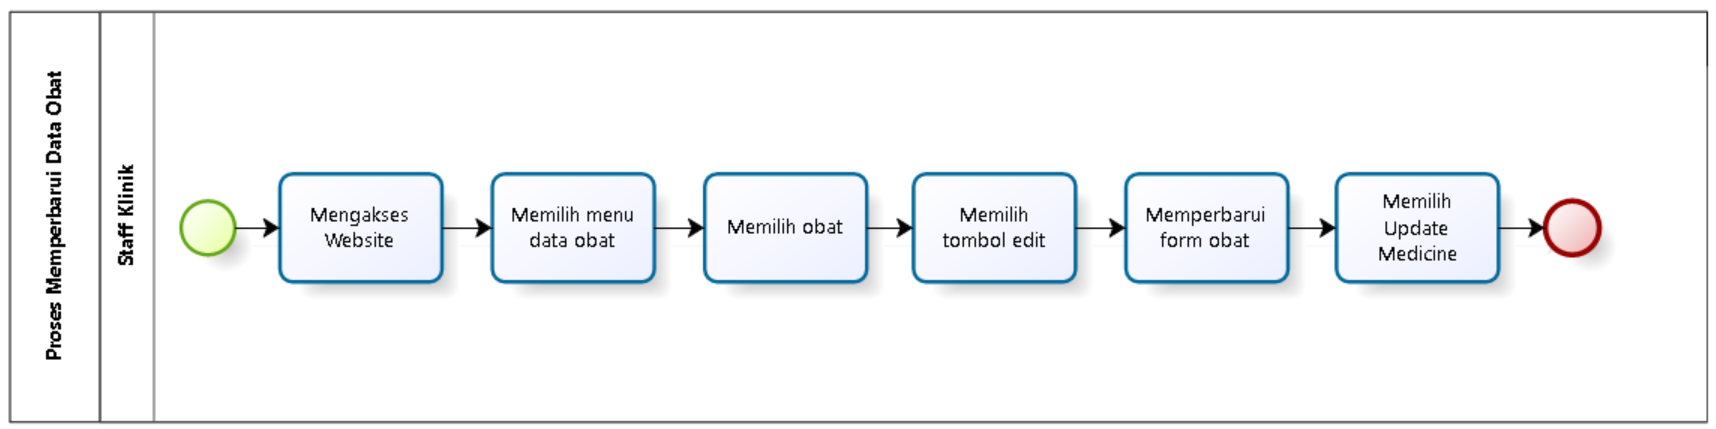 Proses Memperbarui Data Obat
Staff Klinik
Mengakses
Website
Memilih menu
data obat
Memilih obat
Memilih
tombol edit
Memperbarui
form obat
Memilih
Update
Medicine